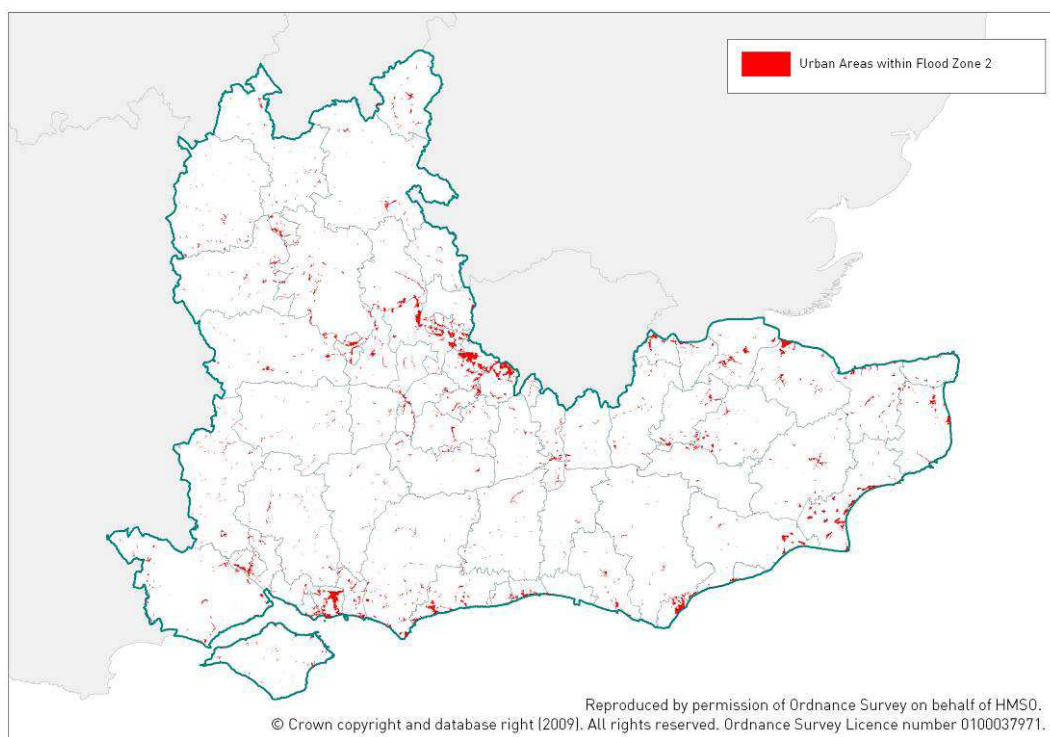 Urban Areas within Flood Zone 2
Reproduced by permission of Ordnance Survey on behalf of HMSO.
© Crown copyright and database right (2009). All rights reserved. Ordnance Survey Licence number 0100037971.